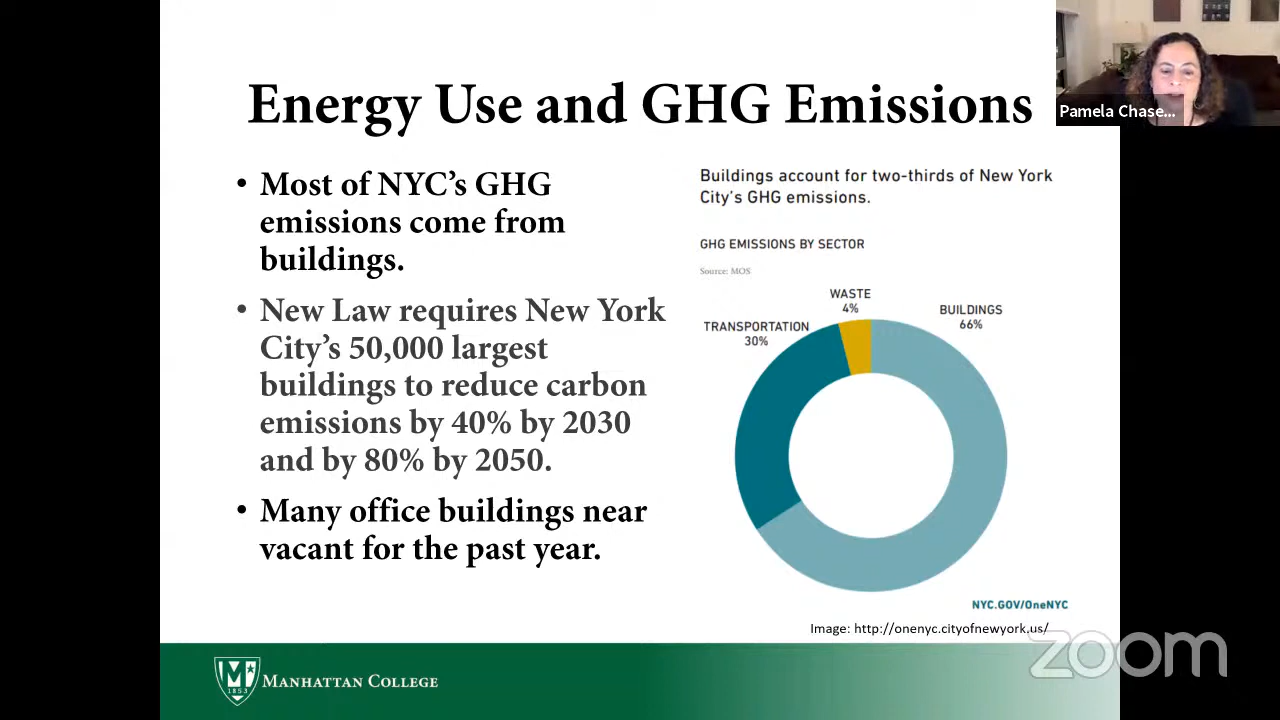 Energy Use and GHG Emissions
Pamela Chase...
• Most of NYC's GHG
emissions come from
buildings.
• New Law requires New York
City's 50,000 largest
buildings to reduce carbon
emissions by 40% by 2030
and by 80% by 2050.
• Many office buildings near
vacant for the past year.
Buildings account for two-thirds of New York
City's GHG emissions.
GHG EMISSIONS BY SECTOR
Source: MOS
WASTE
4%
BUILDINGS
66%
TRANSPORTATION
30%
NYC.GOV/OneNYC
Image: http://onenyc.cityofnewyork.us/
zoom
M
1853
MANHATTAN COLLEGE